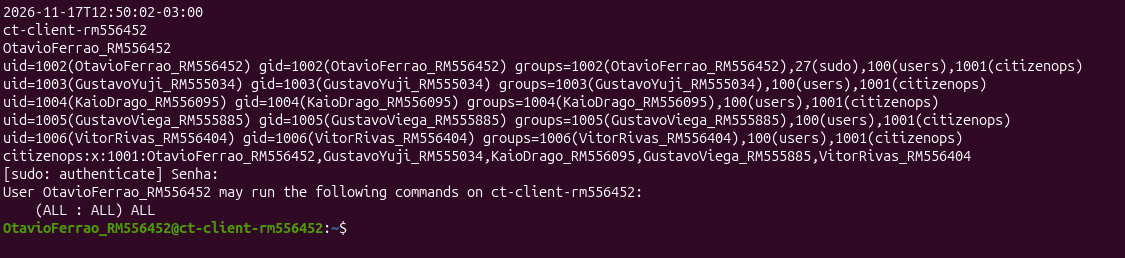 2026-11-17T12:50:02-03:00
ct-client-rm556452
OtavioFerrao_RM556452
uid=1002(OtavioFerrao_RM556452) gid=1002(OtavioFerrao_RM556452) groups=1002(OtavioFerrao_RM556452),27(sudo),100(users),1001(citizenops)
uid=1003(GustavoYuji_RM555034) gid=1003(GustavoYuji_RM555034) groups=1003(GustavoYuji_RM555034),100(users),1001(citizenops)
uid=1004(KaioDrago_RM556095) gid=1004(KaioDrago_RM556095) groups=1004(KaioDrago_RM556095),100(users),1001(citizenops)
uid=1005(GustavoViega_RM555885) gid=1005(GustavoViega_RM555885) groups=1005(GustavoViega_RM555885),100(users),1001(citizenops)
uid=1006(VitorRivas_RM556404) gid=1006(VitorRivas_RM556404) groups=1006(VitorRivas_RM556404),100(users),1001(citizenops)
citizenops:x:1001:OtavioFerrao_RM556452,GustavoYuji_RM555034,KaioDrago_RM556095,GustavoViega_RM555885,VitorRivas_RM556404
[sudo: authenticate] Senha:
User OtavioFerrao_RM556452 may run the following commands on ct-client-rm556452:
    (ALL : ALL) ALL
OtavioFerrao_RM556452@ct-client-rm556452:~$